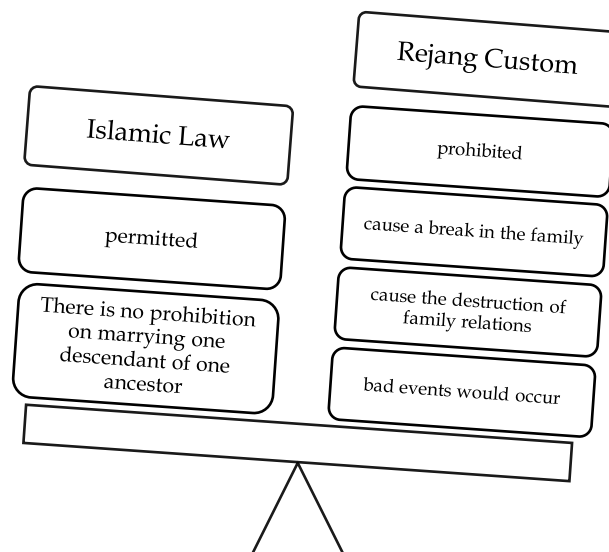 Islamic Law
permitted
There is no prohibition
on marrying one
descendant of one
ancestor
Rejang Custom
prohibited
cause a break in the family
cause the destruction of
family relations
bad events would occur